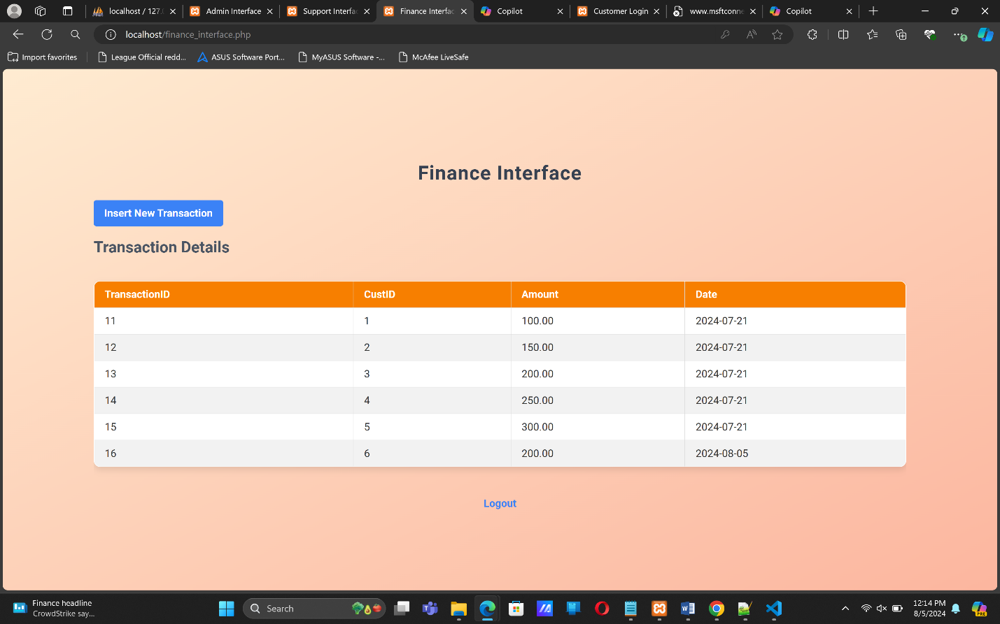 localhost / 127.
Admin Interface
Support Interfac
Finance Interfac
Copilot
Customer Login
www.msftconne
Copilot
localhost/finance_interface.php
Import favorites
League Official redd...
ASUS Software Port...
MyASUS Software -...
McAfee LiveSafe
Finance Interface
Insert New Transaction
Transaction Details
TransactionID CustID Amount Date
11 1 100.00 2024-07-21
12 2 150.00 2024-07-21
13 3 200.00 2024-07-21
14 4 250.00 2024-07-21
15 5 300.00 2024-07-21
16 6 200.00 2024-08-05
Logout
Finance headline
CrowdStrike say...
Search
12:14 PM
8/5/2024
PRE